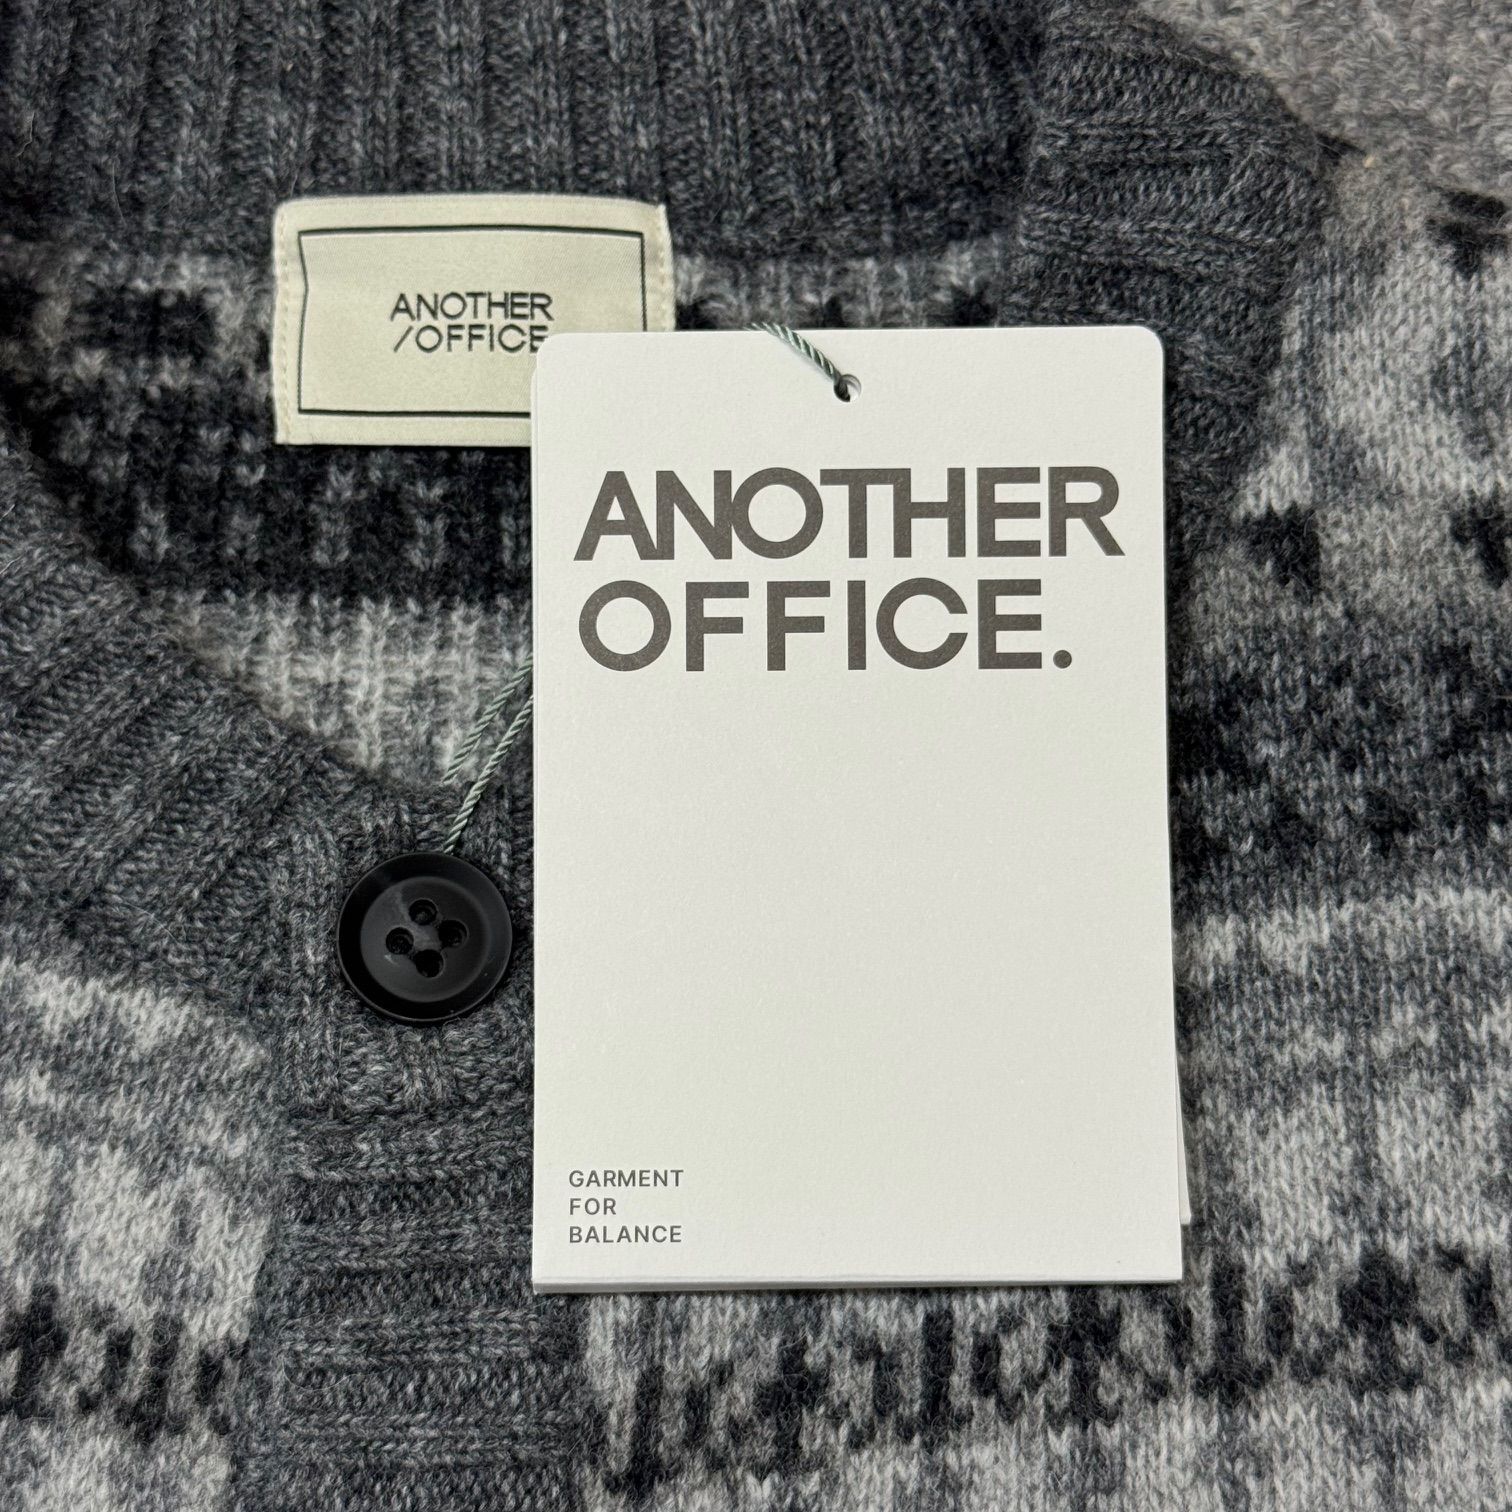 ANOTHER
/OFFICE
ANOTHER
OFFICE.
GARMENT
FOR
BALANCE